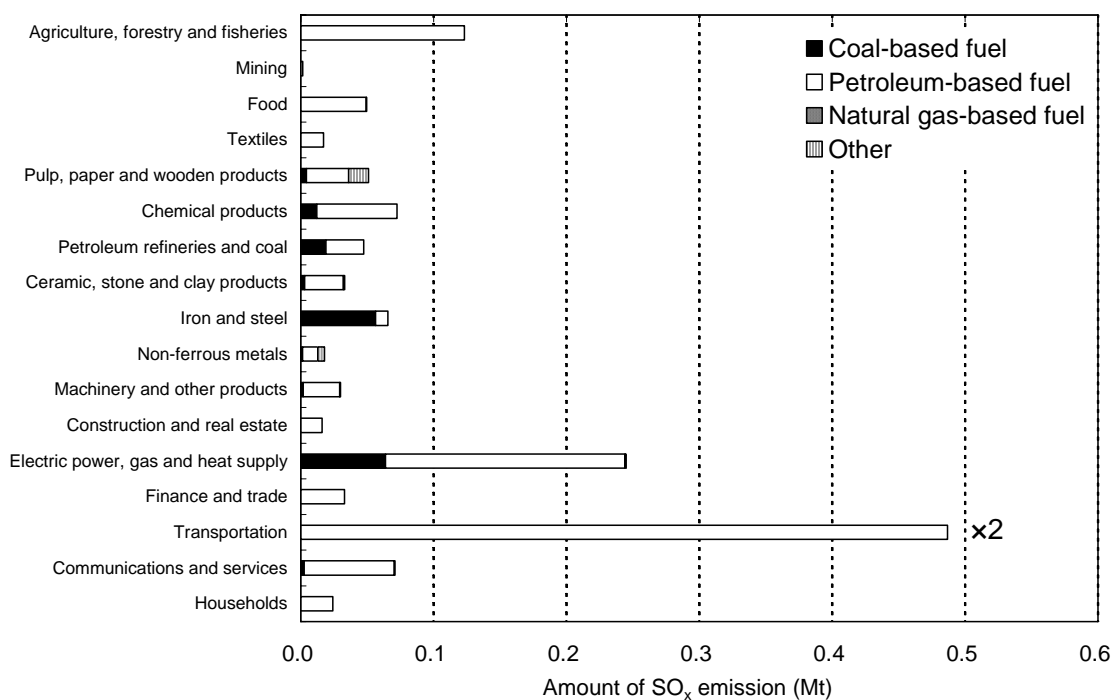 Agriculture, forestry and fisheries
Mining
Food
Textiles
Pulp, paper and wooden products
Chemical products
Petroleum refineries and coal
Ceramic, stone and clay products
Iron and steel
Non-ferrous metals
Machinery and other products
Construction and real estate
Electric power, gas and heat supply
Finance and trade
Transportation
Communications and services
Households
Coal-based fuel
Petroleum-based fuel
Natural gas-based fuel
Other
×2
0.0 0.1 0.2 0.3 0.4 0.5 0.6
Amount of SOx emission (Mt)